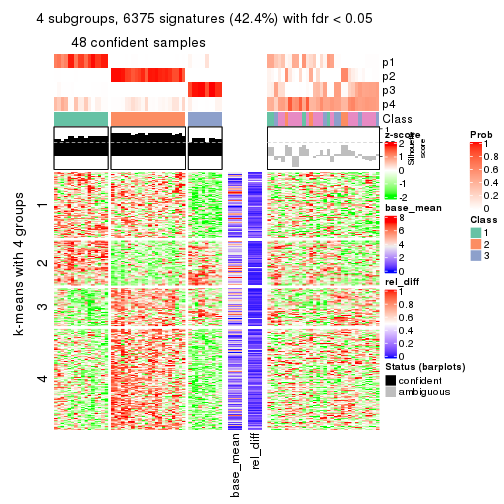 4 subgroups, 6375 signatures (42.4%) with fdr < 0.05
48 confident samples
p1
p2
p3
p4
Class
1
Silhouette
score
k-means with 4 groups
1
2
3
4
base_mean
rel_diff
z-score
2
1
0
-1
-2
base_mean
8
6
4
2
0
rel_diff
1
0.8
0.6
0.4
0.2
0
Status (barplots)
confident
ambiguous
Prob
1
0.8
0.6
0.4
0.2
0
Class
1
2
3